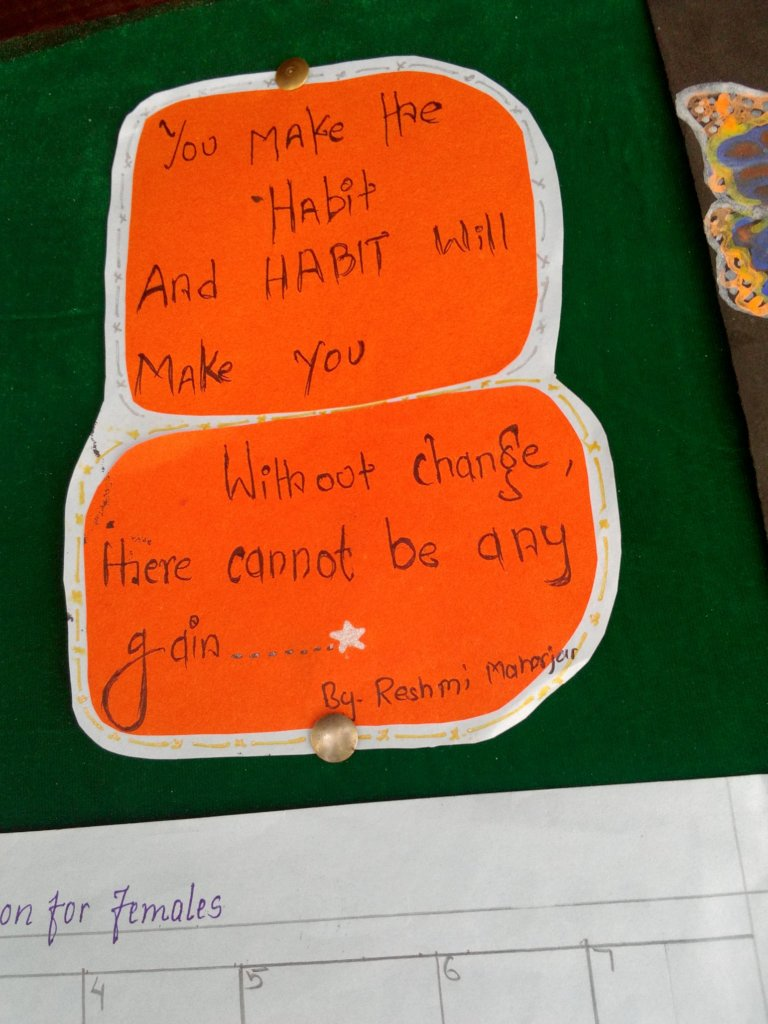 You MAke the
HAbit
And HABIT Will
MAKe You
Without change,
there cannot be any
gain........
By- Reshmi Maharjan
on for females
4 5 6 7